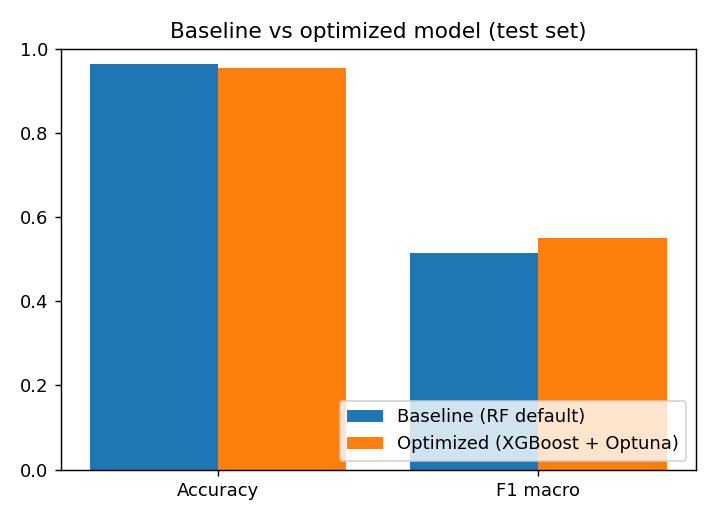 Baseline vs optimized model (test set)
1.0
0.8
0.6
0.4
0.2
0.0
Baseline (RF default)
Optimized (XGBoost + Optuna)
Accuracy
F1 macro